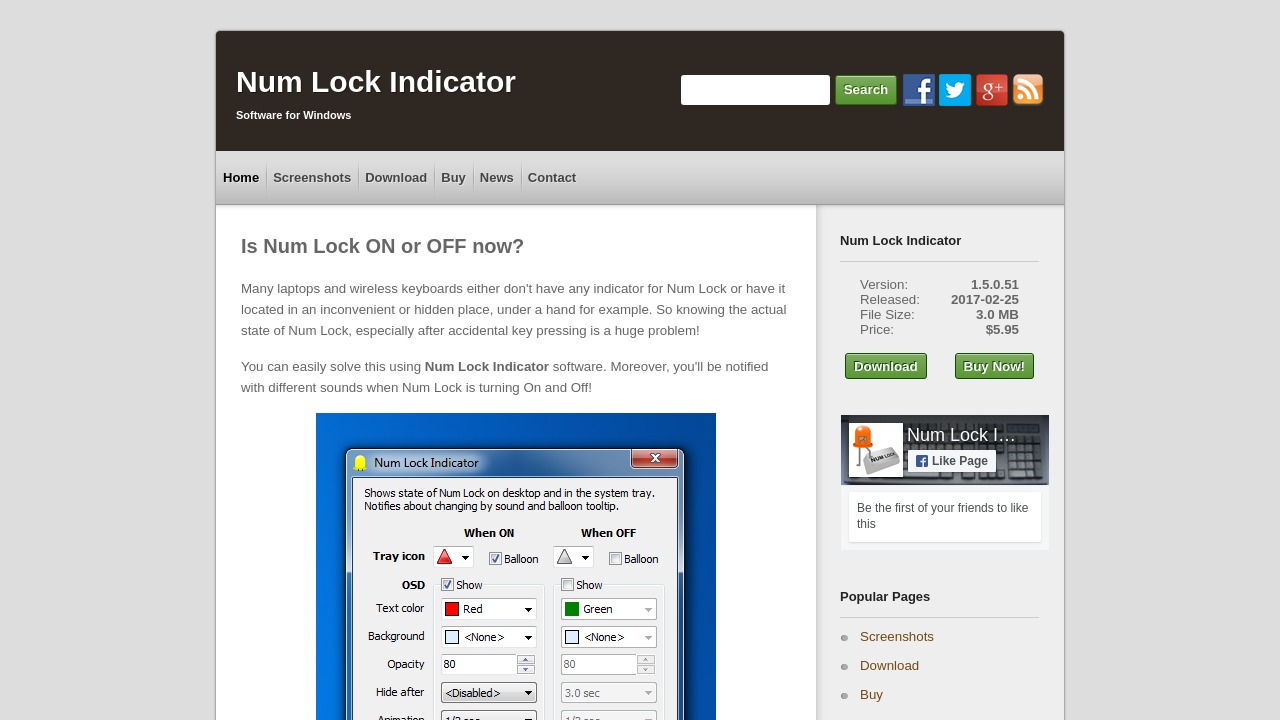 Num Lock Indicator
Software for Windows
Search
Home
Screenshots
Download
Buy
News
Contact
Is Num Lock ON or OFF now?
Many laptops and wireless keyboards either don't have any indicator for Num Lock or have it
located in an inconvenient or hidden place, under a hand for example. So knowing the actual
state of Num Lock, especially after accidental key pressing is a huge problem!
You can easily solve this using Num Lock Indicator software. Moreover, you'll be notified
with different sounds when Num Lock is turning On and Off!
Num Lock Indicator
Shows state of Num Lock on desktop and in the system tray.
Notifies about changing by sound and balloon tooltip.
When ON When OFF
Tray icon Balloon Balloon
OSD Show Show
Text color Red Green
Background <None> <None>
Opacity 80 80
Hide after <Disabled> 3.0 sec
Animation 1/2 sec 1/2 sec
Num Lock Indicator
Version: 1.5.0.51
Released: 2017-02-25
File Size: 3.0 MB
Price: $5.95
Download Buy Now!
NUM LOCK
Num Lock I…
Like Page
Be the first of your friends to like
this
Popular Pages
Screenshots
Download
Buy